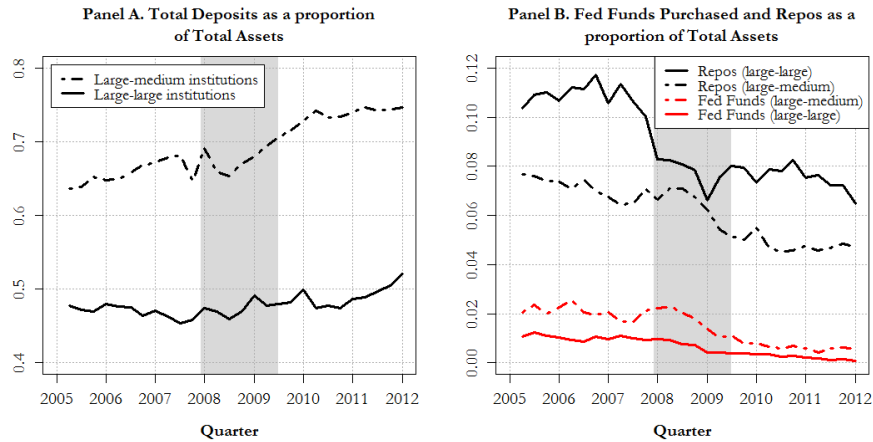 Panel A. Total Deposits as a proportion
of Total Assets
0.8
0.7
0.6
0.5
0.4
Large-medium institutions
Large-large institutions
2005 2006 2007 2008 2009 2010 2011 2012
Quarter
Panel B. Fed Funds Purchased and Repos as a
proportion of Total Assets
0.12
0.10
0.08
0.06
0.04
0.02
0.00
Repos (large-large)
Repos (large-medium)
Fed Funds (large-medium)
Fed Funds (large-large)
2005 2006 2007 2008 2009 2010 2011 2012
Quarter